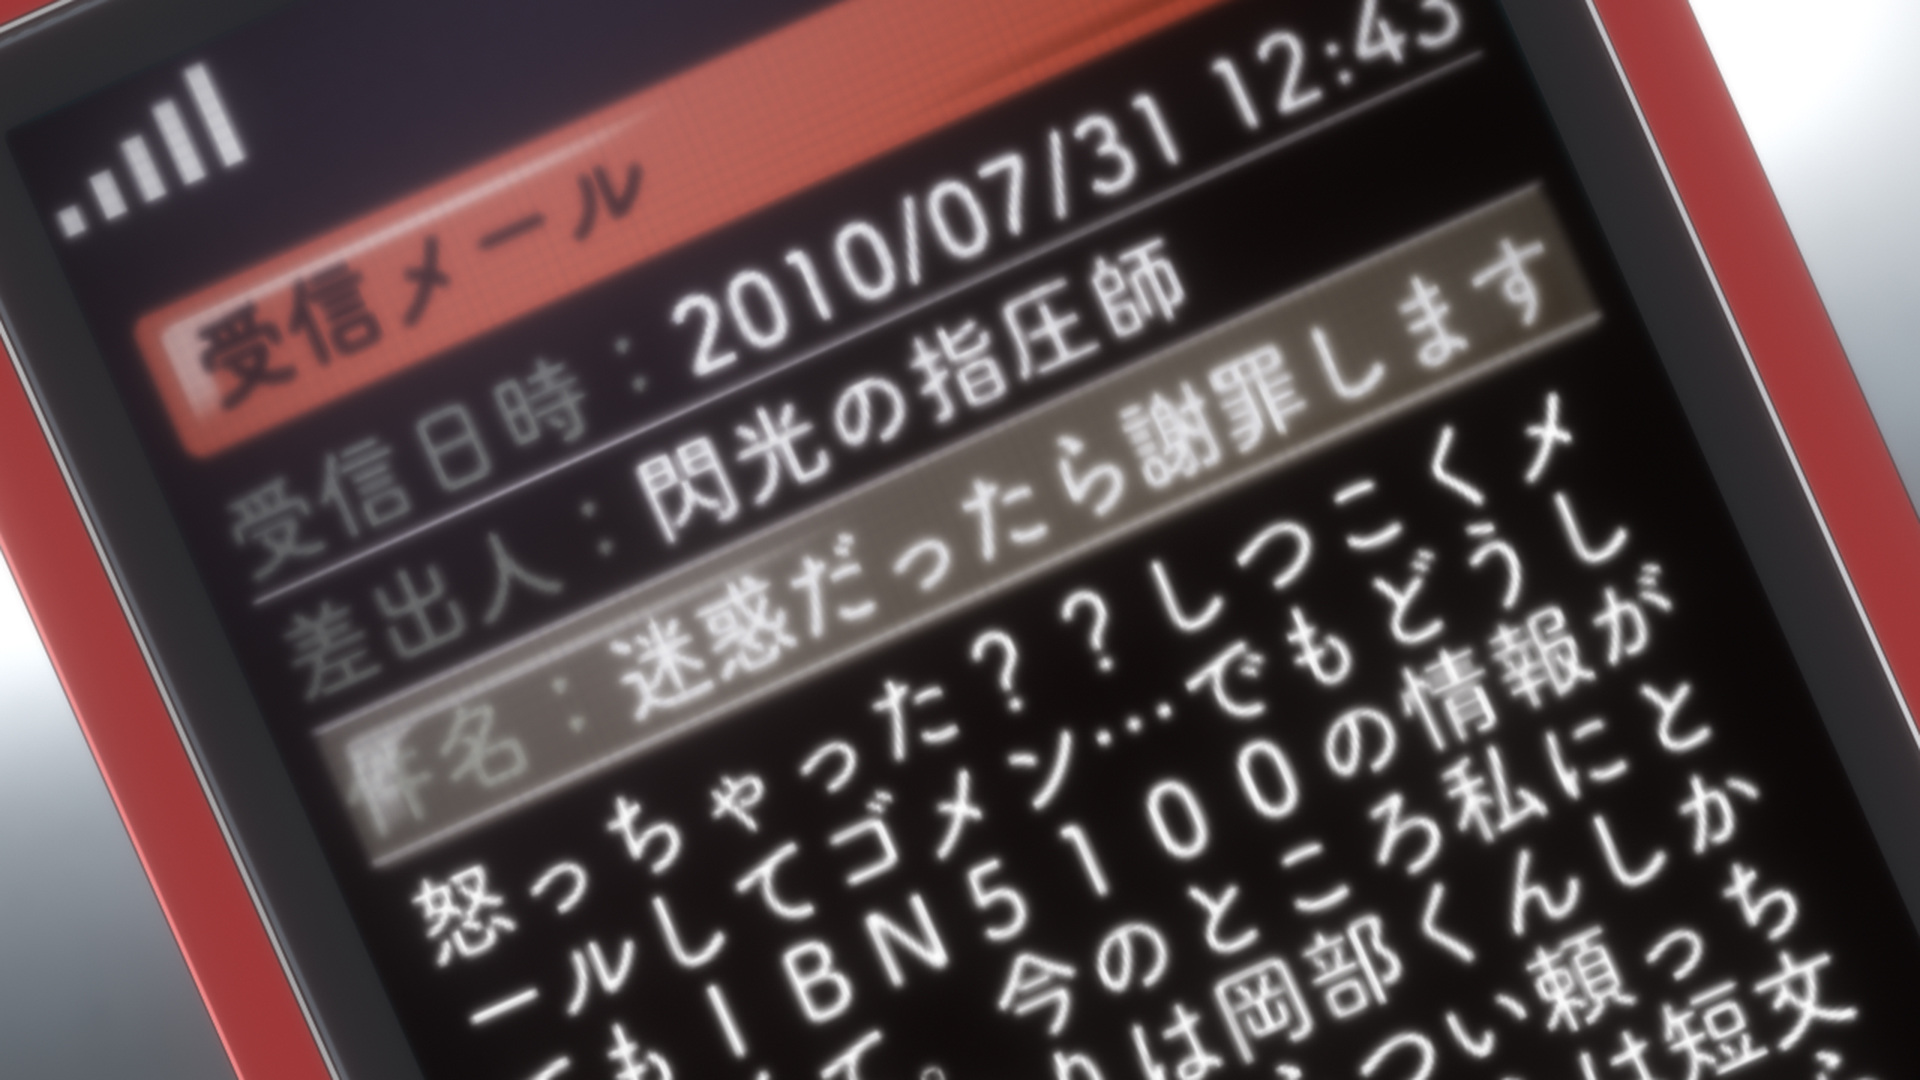 受信メール
受信日時：2010/07/31 12:43
差出人：閃光の指圧師
件名：迷惑だったら謝罪します
怒っちゃった？？しつこくメ
ールしてゴメン…でもどうし
てもIBN5100の情報が
。今のところ私に
りは岡部くんしか
つい頼っち
は短文